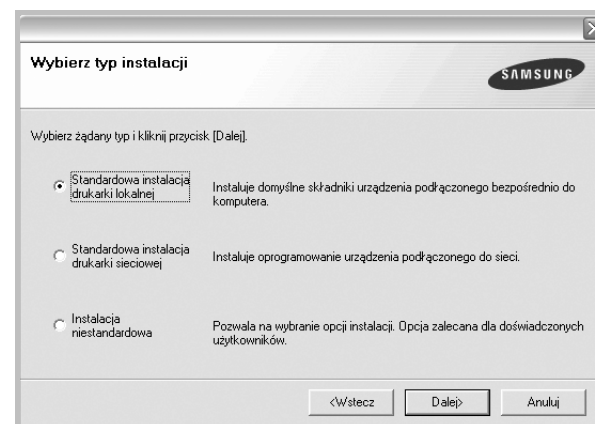 Wybierz typ instalacji
SAMSUNG
Wybierz żądany typ i kliknij przycisk [Dalej].
Standardowa instalacja
drukarki lokalnej
Instaluje domyślne składniki urządzenia podłączonego bezpośrednio do
komputera.
Standardowa instalacja
drukarki sieciowej
Instaluje oprogramowanie urządzenia podłączonego do sieci.
Instalacja
niestandardowa
Pozwala na wybranie opcji instalacji. Opcja zalecana dla doświadczonych
użytkowników.
<Wstecz Dalej> Anuluj